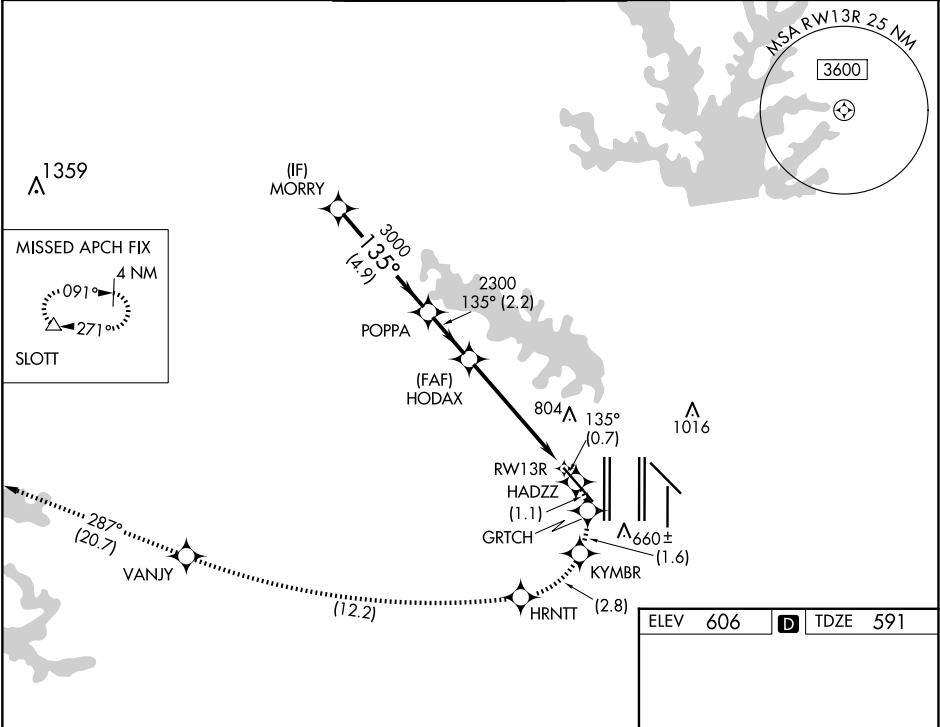 MSA RW13R 25 NM
3600
1359
(IF)
MORRY
3000
135°
(4.9)
MISSED APCH FIX
4 NM
091°
271°
SLOTT
2300
135° (2.2)
POPPA
(FAF)
HODAX
804
135°
(0.7)
1016
RW13R
HADZZ
(1.1)
GRTCH
660 ±
(1.6)
KYMBR
287°
(20.7)
VANJY
(12.2)
HRNTT
(2.8)
ELEV 606 D TDZE 591